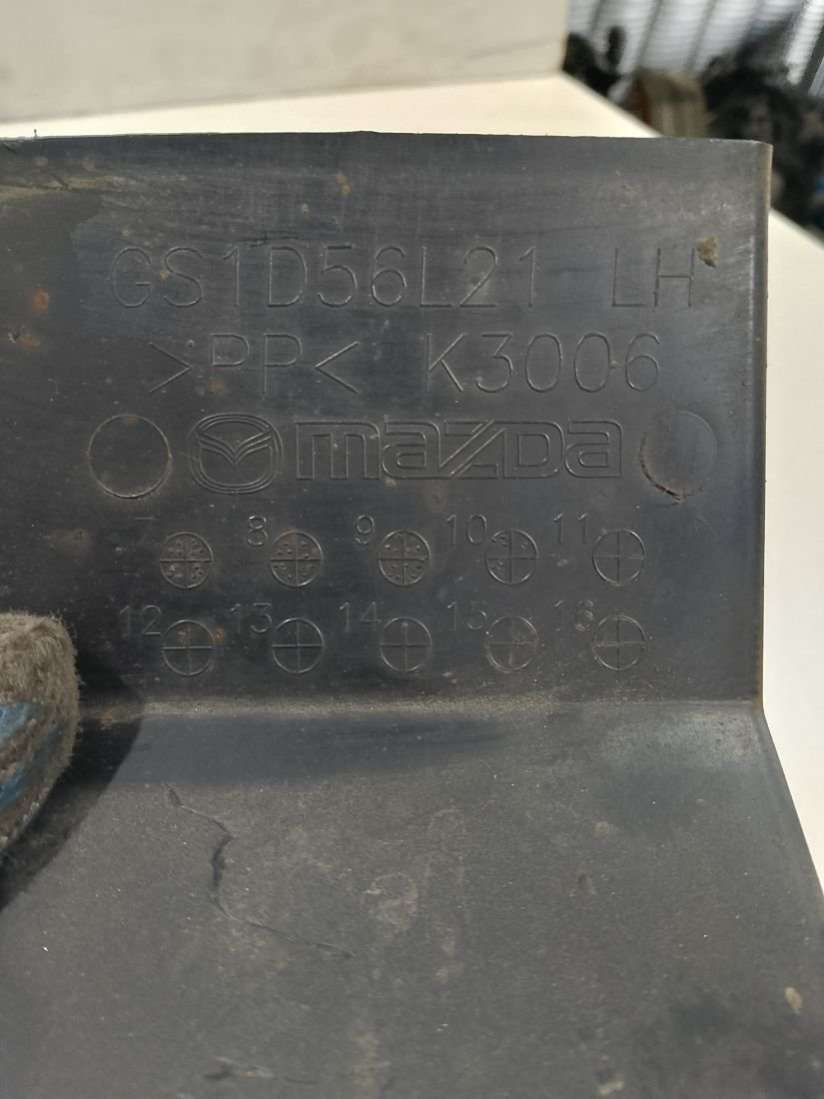 GS1D56L21 LH
>PP< K3006
mazda
7 8 9 10 11
12 13 14 15 16